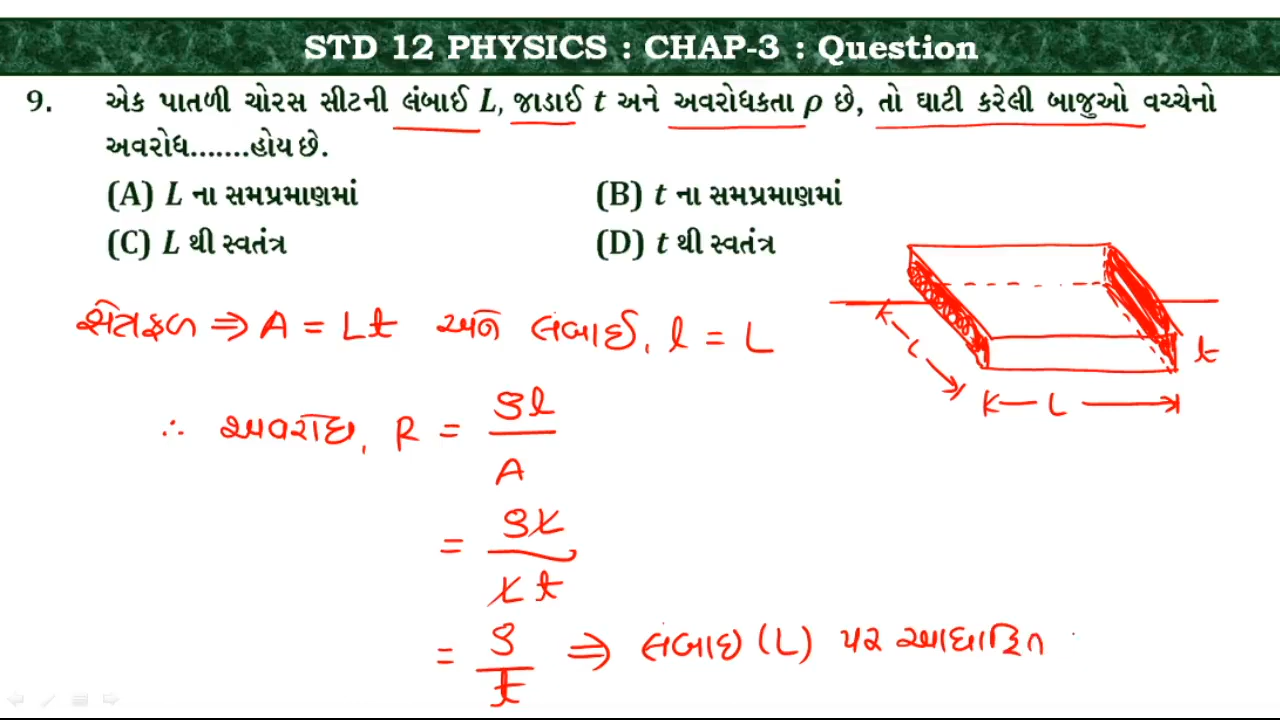 STD 12 PHYSICS : CHAP-3 : Question
9. એક પાતળી ચોરસ સીટની લંબાઈ L, જાડાઈ t અને અવરોધકતા ρ છે, તો ઘાટી કરેલી બાજુઓ વચ્ચેનો
અવરોધ.......હોય છે.
(A) L ના સમપ્રમાણમાં (B) t ના સમપ્રમાણમાં
(C) L થી સ્વતંત્ર (D) t થી સ્વતંત્ર
ક્ષેત્રફળ ⇒ A = Lt અને લંબાઈ, l = L
L
t
L
∴ અવરોધ, R = ρl / A
= ρL / Lt
= ρ / t ⇒ લંબાઇ (L) પર આધારિત